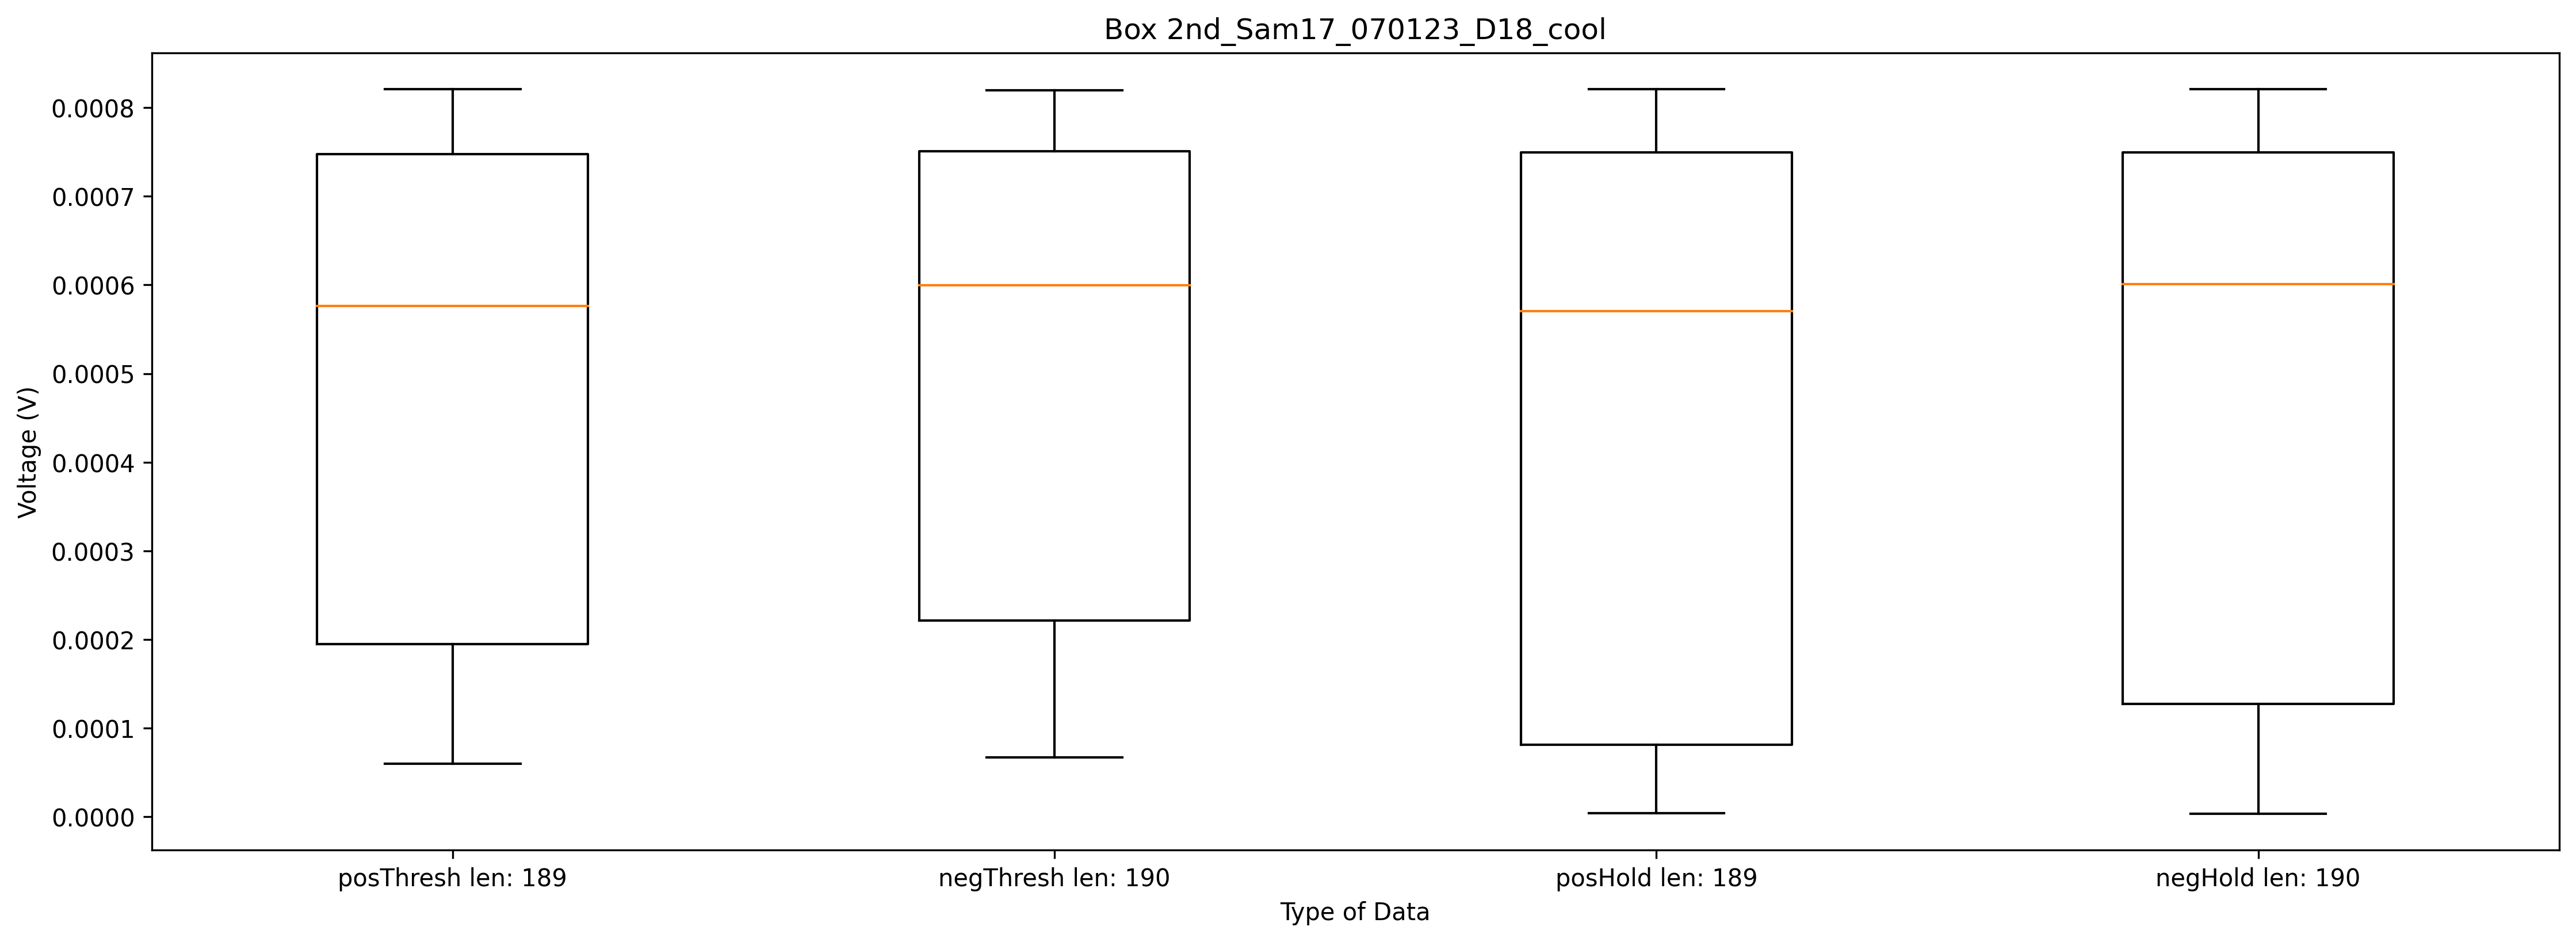 Box 2nd_Sam17_070123_D18_cool
Voltage (V)
0.0008
0.0007
0.0006
0.0005
0.0004
0.0003
0.0002
0.0001
0.0000
posThresh len: 189
negThresh len: 190
posHold len: 189
negHold len: 190
Type of Data